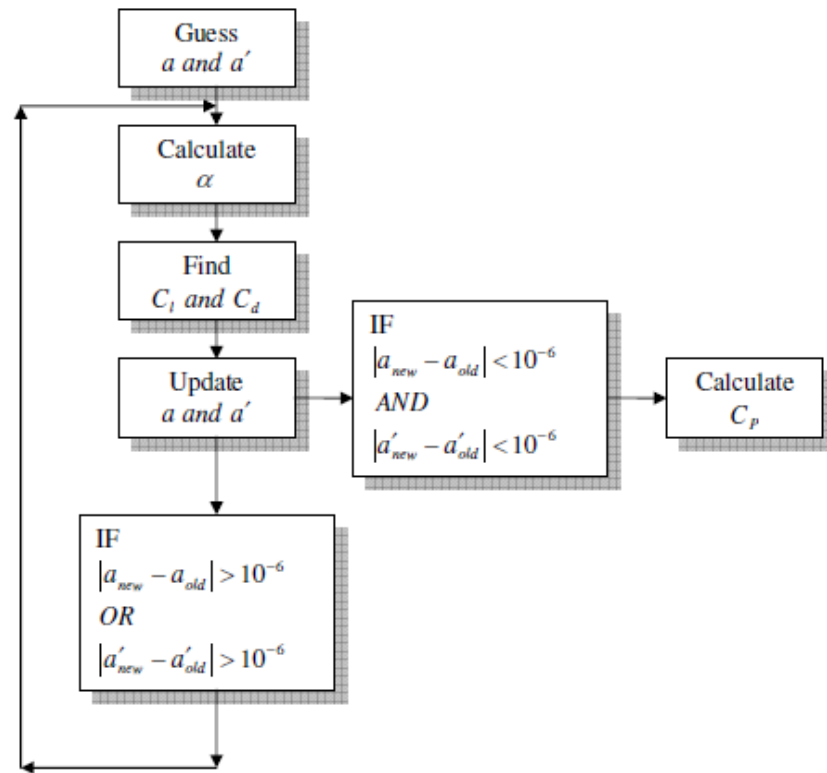 Guess
a and a′
Calculate
α
Find
C_l and C_d
Update
a and a′
IF
|a_new − a_old| < 10⁻⁶
AND
|a′_new − a′_old| < 10⁻⁶
Calculate
C_p
IF
|a_new − a_old| > 10⁻⁶
OR
|a′_new − a′_old| > 10⁻⁶